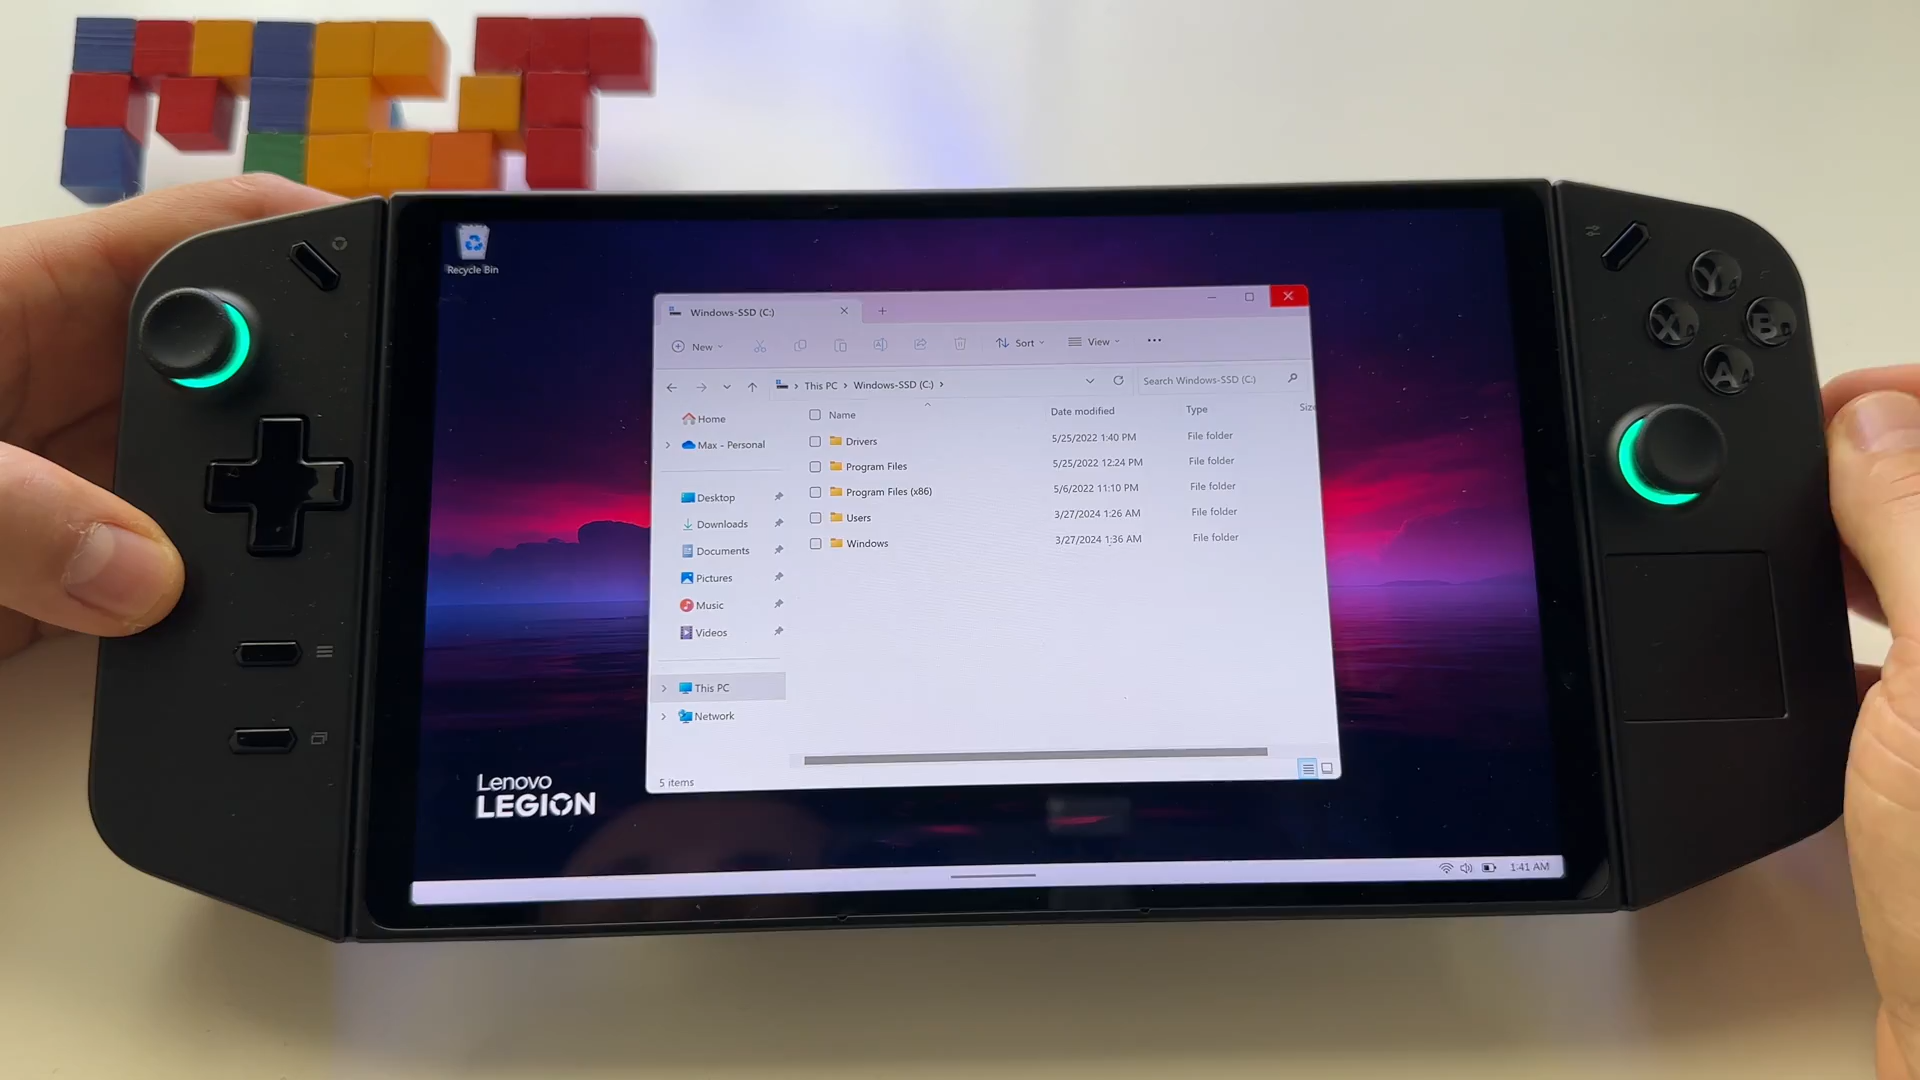 Recycle Bin
Windows-SSD (C:)
New
Sort
View
This PC
Windows-SSD (C:)
Search Windows-SSD (C:)
Home
Max - Personal
Desktop
Downloads
Documents
Pictures
Music
Videos
This PC
Network
Name Date modified Type Size
Drivers 5/25/2022 1:40 PM File folder
Program Files 5/25/2022 12:24 PM File folder
Program Files (x86) 5/6/2022 11:10 PM File folder
Users 3/27/2024 1:26 AM File folder
Windows 3/27/2024 1:36 AM File folder
5 items
Lenovo
LEGION
1:41 AM
Y
X
B
A